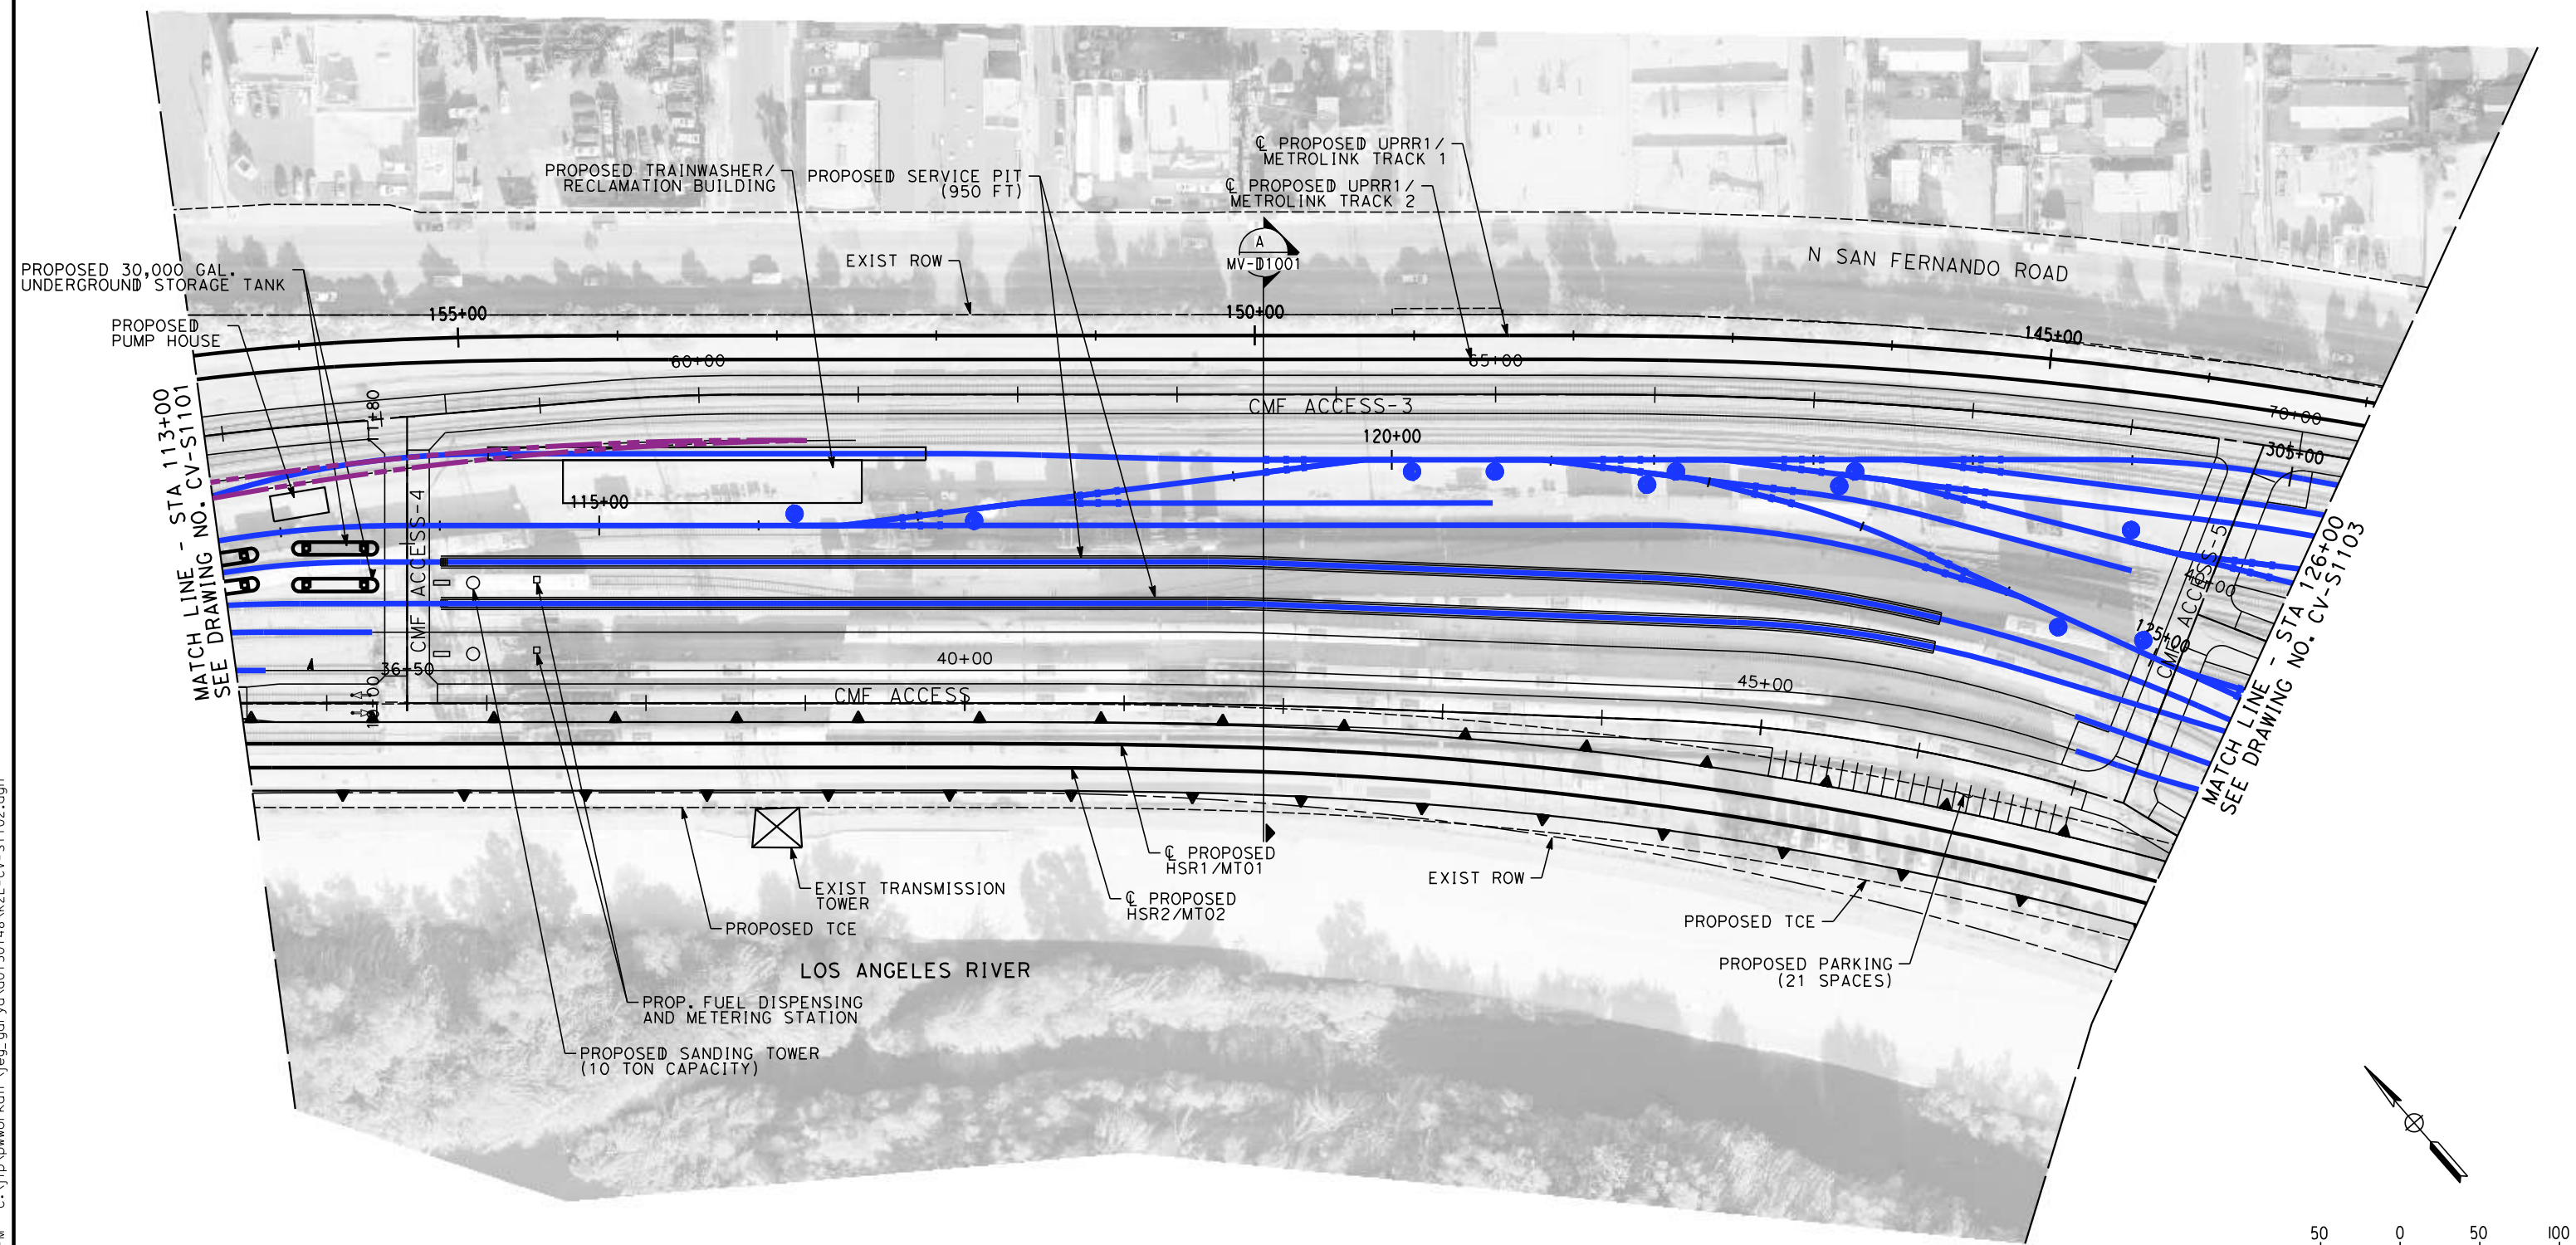 ℄ PROPOSED UPRR1/
METROLINK TRACK 1
PROPOSED TRAINWASHER/
RECLAMATION BUILDING
PROPOSED SERVICE PIT
(950 FT)
℄ PROPOSED UPRR1/
METROLINK TRACK 2
A
MV-D1001
EXIST ROW
N SAN FERNANDO ROAD
PROPOSED 30,000 GAL.
UNDERGROUND STORAGE TANK
PROPOSED
PUMP HOUSE
155+00
150+00
145+00
60+00
65+00
70+00
CMF ACCESS-3
120+00
305+00
MATCH LINE - STA 113+00
SEE DRAWING NO. CV-S1101
115+00
CMF ACCESS-4
CMF ACCESS-5
40+00
125+00
MATCH LINE - STA 126+00
SEE DRAWING NO. CV-S1103
36+50
40+00
45+00
CMF ACCESS
℄ PROPOSED
HSR1/MT01
℄ PROPOSED
HSR2/MT02
EXIST ROW
EXIST TRANSMISSION
TOWER
PROPOSED TCE
PROPOSED TCE
PROPOSED PARKING
(21 SPACES)
LOS ANGELES RIVER
PROP. FUEL DISPENSING
AND METERING STATION
PROPOSED SANDING TOWER
(10 TON CAPACITY)
50 0 50 100